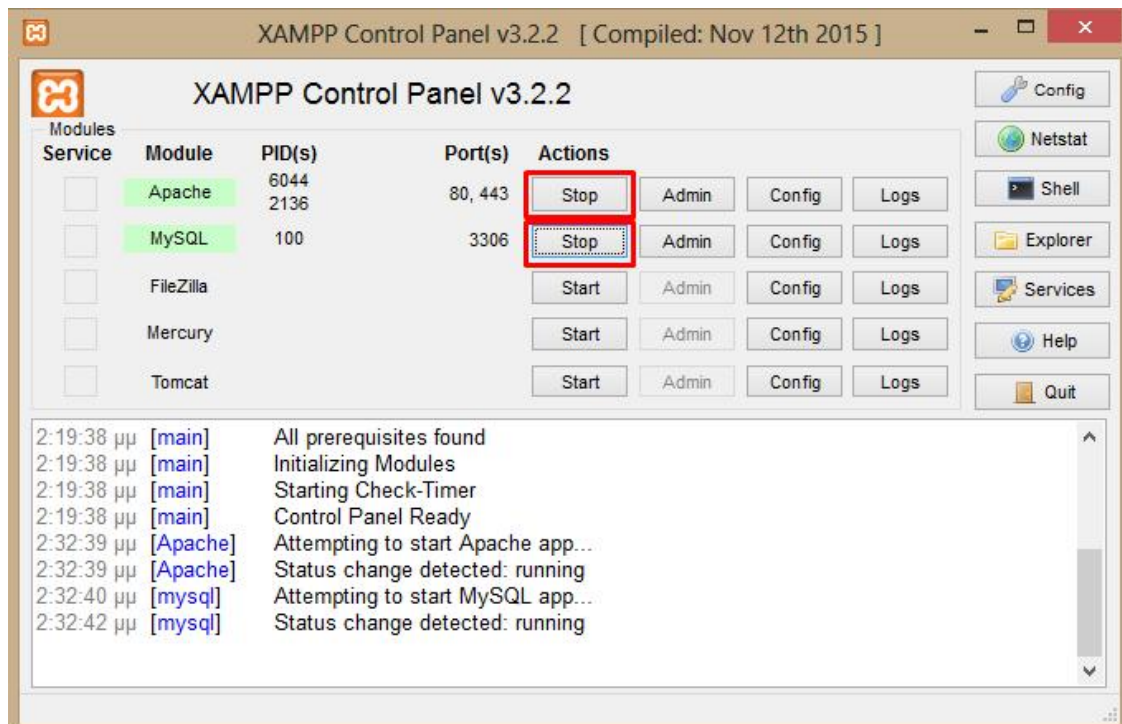 XAMPP Control Panel v3.2.2 [ Compiled: Nov 12th 2015 ]
XAMPP Control Panel v3.2.2
Config
Modules
Service Module PID(s) Port(s) Actions
Netstat
Apache 6044 2136 80, 443 Stop Admin Config Logs
Shell
MySQL 100 3306 Stop Admin Config Logs
Explorer
FileZilla Start Admin Config Logs
Services
Mercury Start Admin Config Logs
Help
Tomcat Start Admin Config Logs
Quit
2:19:38 μμ [main] All prerequisites found
2:19:38 μμ [main] Initializing Modules
2:19:38 μμ [main] Starting Check-Timer
2:19:38 μμ [main] Control Panel Ready
2:32:39 μμ [Apache] Attempting to start Apache app...
2:32:39 μμ [Apache] Status change detected: running
2:32:40 μμ [mysql] Attempting to start MySQL app...
2:32:42 μμ [mysql] Status change detected: running